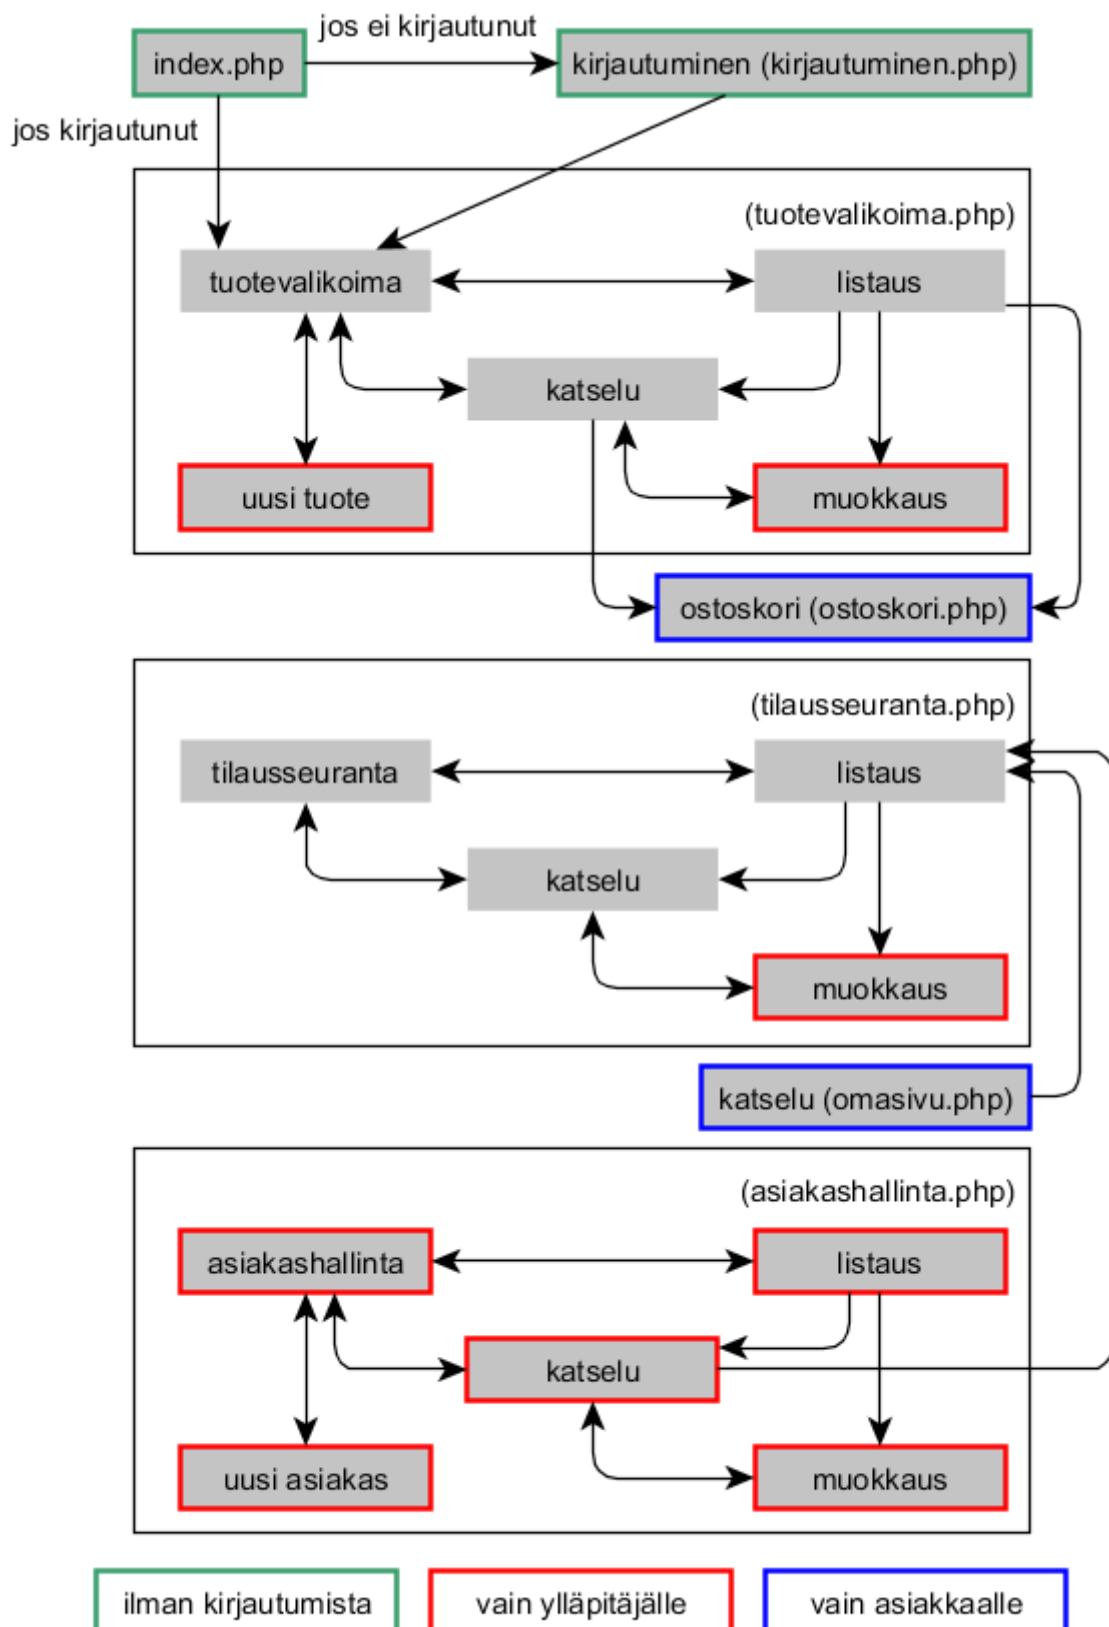 jos ei kirjautunut
index.php
kirjautuminen (kirjautuminen.php)
jos kirjautunut
(tuotevalikoima.php)
tuotevalikoima
listaus
katselu
uusi tuote
muokkaus
ostoskori (ostoskori.php)
(tilausseuranta.php)
tilausseuranta
listaus
katselu
muokkaus
katselu (omasivu.php)
(asiakashallinta.php)
asiakashallinta
listaus
katselu
uusi asiakas
muokkaus
ilman kirjautumista
vain ylläpitäjälle
vain asiakkaalle